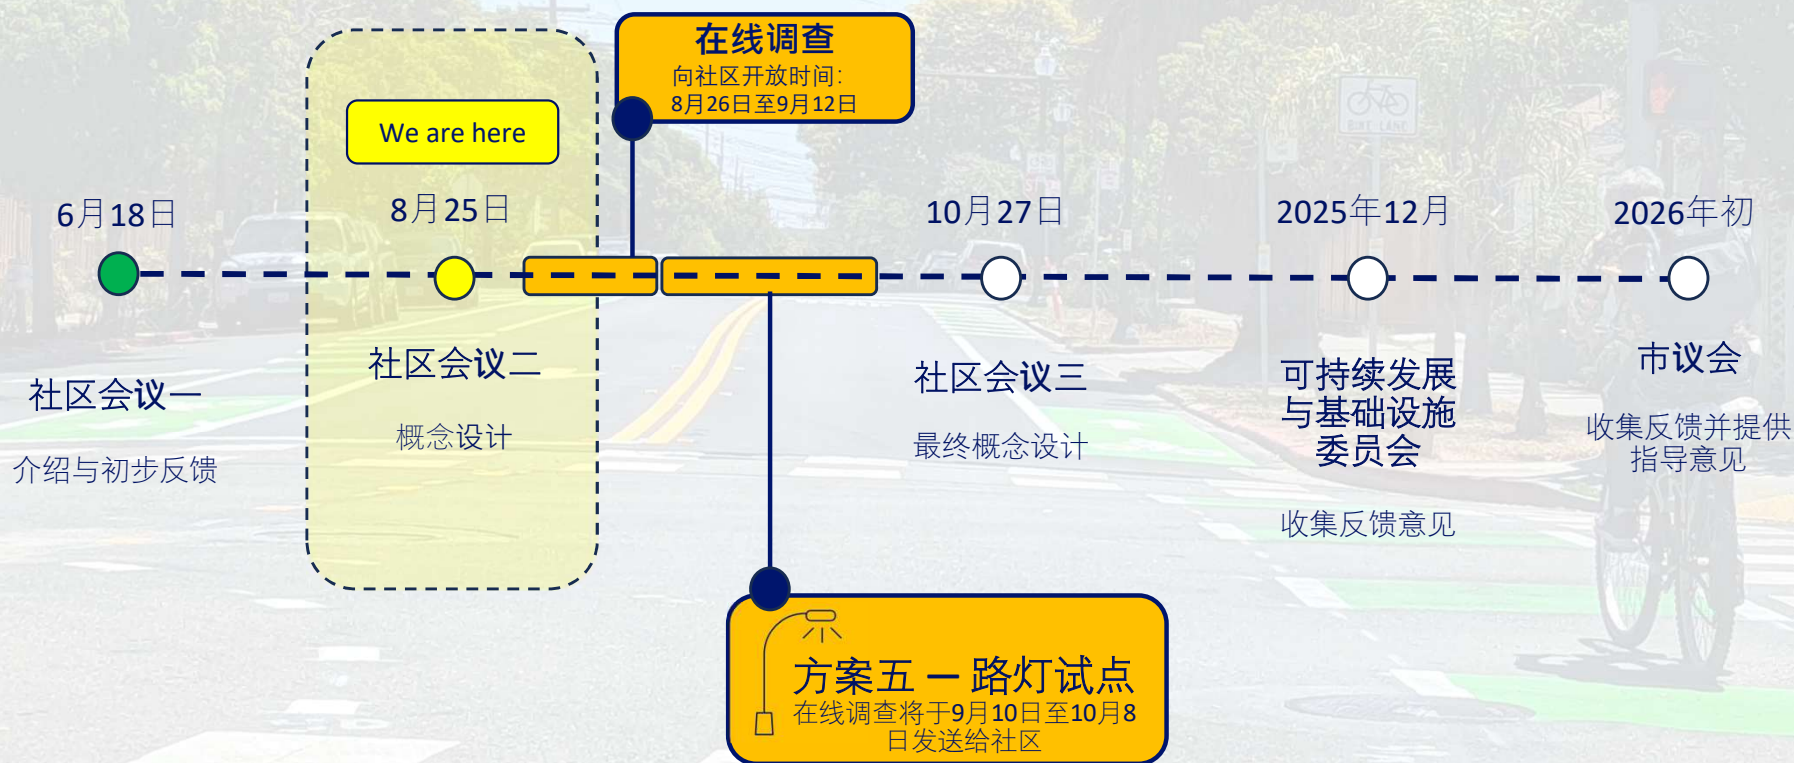 在线调查
向社区开放时间：
8月26日至9月12日
We are here
6月18日
8月25日
10月27日
2025年12月
2026年初
社区会议一
介绍与初步反馈
社区会议二
概念设计
社区会议三
最终概念设计
可持续发展
与基础设施
委员会
收集反馈意见
市议会
收集反馈并提供
指导意见
方案五 — 路灯试点
在线调查将于9月10日至10月8
日发送给社区